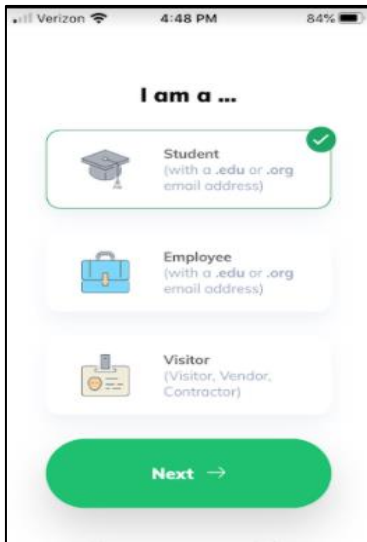 Verizon 4:48 PM 84%
I am a ...
Student
(with a .edu or .org
email address)
Employee
(with a .edu or .org
email address)
Visitor
(Visitor, Vendor,
Contractor)
Next →